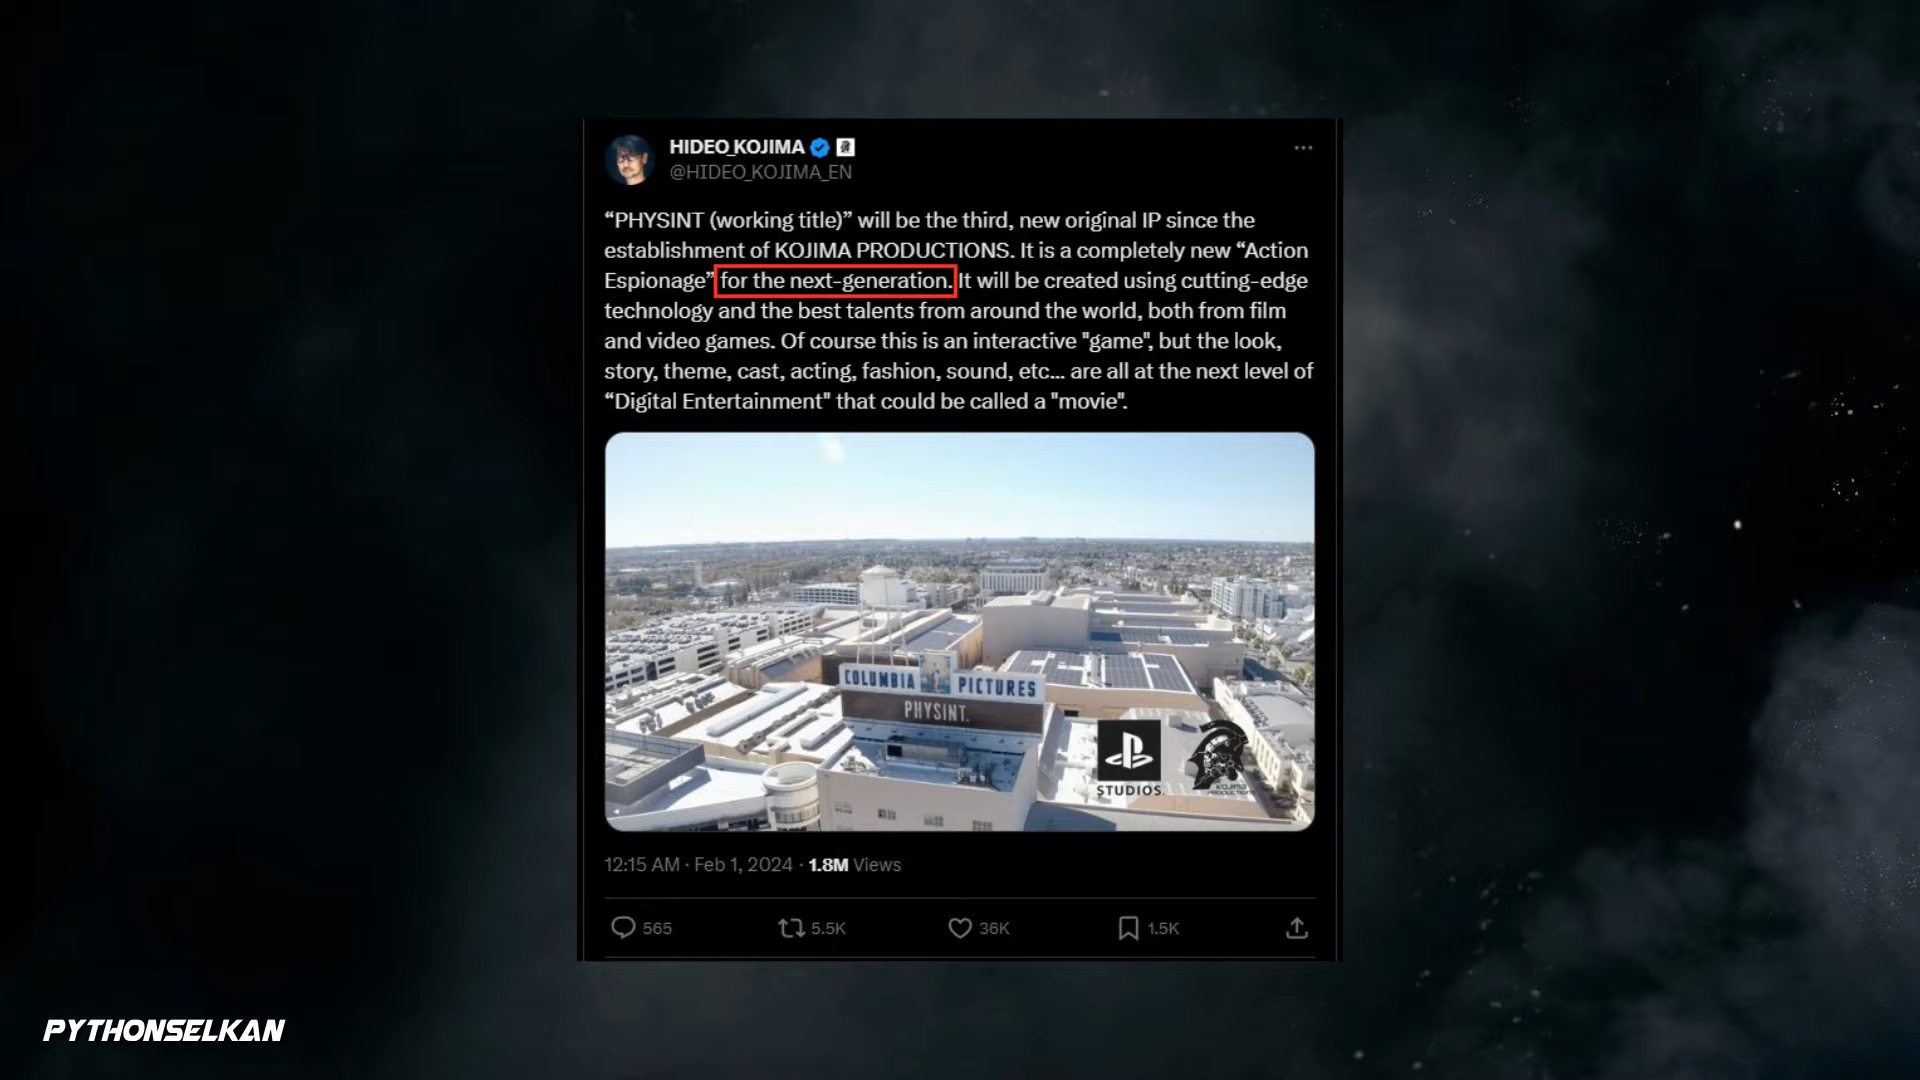 HIDEO_KOJIMA
@HIDEO_KOJIMA_EN
“PHYSINT (working title)” will be the third, new original IP since the
establishment of KOJIMA PRODUCTIONS. It is a completely new “Action
Espionage” for the next-generation. It will be created using cutting-edge
technology and the best talents from around the world, both from film
and video games. Of course this is an interactive "game", but the look,
story, theme, cast, acting, fashion, sound, etc... are all at the next level of
“Digital Entertainment" that could be called a "movie".
COLUMBIA PICTURES
PHYSINT.
STUDIOS
KOJIMA
PRODUCTIONS
12:15 AM · Feb 1, 2024 · 1.8M Views
565 5.5K 36K 1.5K
PYTHONSELKAN